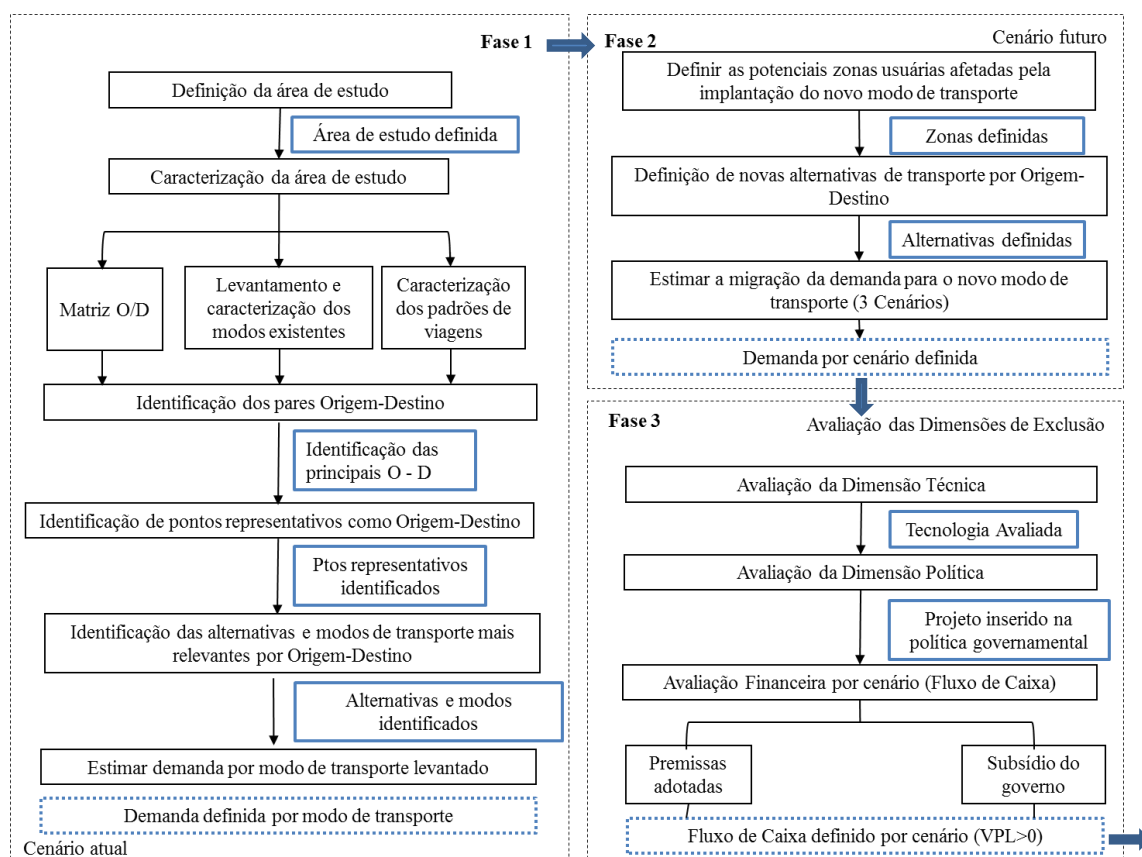 Fase 1
Definição da área de estudo
Área de estudo definida
Caracterização da área de estudo
Matriz O/D
Levantamento e
caracterização dos
modos existentes
Caracterização
dos padrões de
viagens
Identificação dos pares Origem-Destino
Identificação das
principais O - D
Identificação de pontos representativos como Origem-Destino
Ptos representativos
identificados
Identificação das alternativas e modos de transporte mais
relevantes por Origem-Destino
Alternativas e modos
identificados
Estimar demanda por modo de transporte levantado
Demanda definida por modo de transporte
Cenário atual
Fase 2
Cenário futuro
Definir as potenciais zonas usuárias afetadas pela
implantação do novo modo de transporte
Zonas definidas
Definição de novas alternativas de transporte por Origem-
Destino
Alternativas definidas
Estimar a migração da demanda para o novo modo de
transporte (3 Cenários)
Demanda por cenário definida
Fase 3
Avaliação das Dimensões de Exclusão
Avaliação da Dimensão Técnica
Tecnologia Avaliada
Avaliação da Dimensão Política
Projeto inserido na
política governamental
Avaliação Financeira por cenário (Fluxo de Caixa)
Premissas
adotadas
Subsídio do
governo
Fluxo de Caixa definido por cenário (VPL>0)